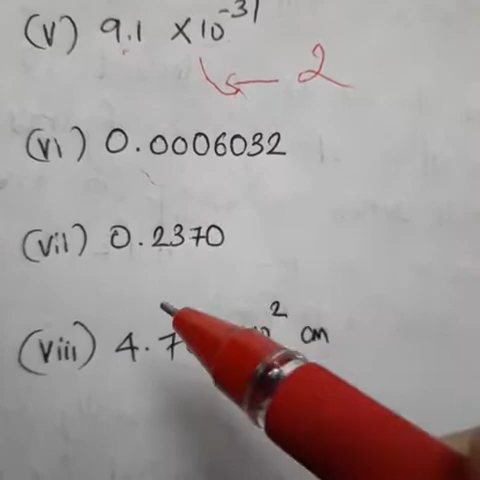 (v) 9.1 ×10⁻³¹
2
(vi) 0.0006032
(vii) 0.2370
(viii) 4.7 ² cm